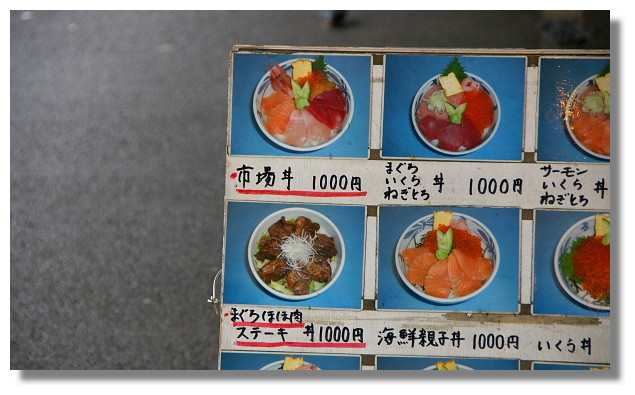 市場丼 1000円
まぐろ
いくら 丼 1000円
ねぎとろ
サーモン
いくら 丼
ねぎとろ
まぐろほほ肉
ステーキ 丼1000円
海鮮親子丼 1000円
いくら丼